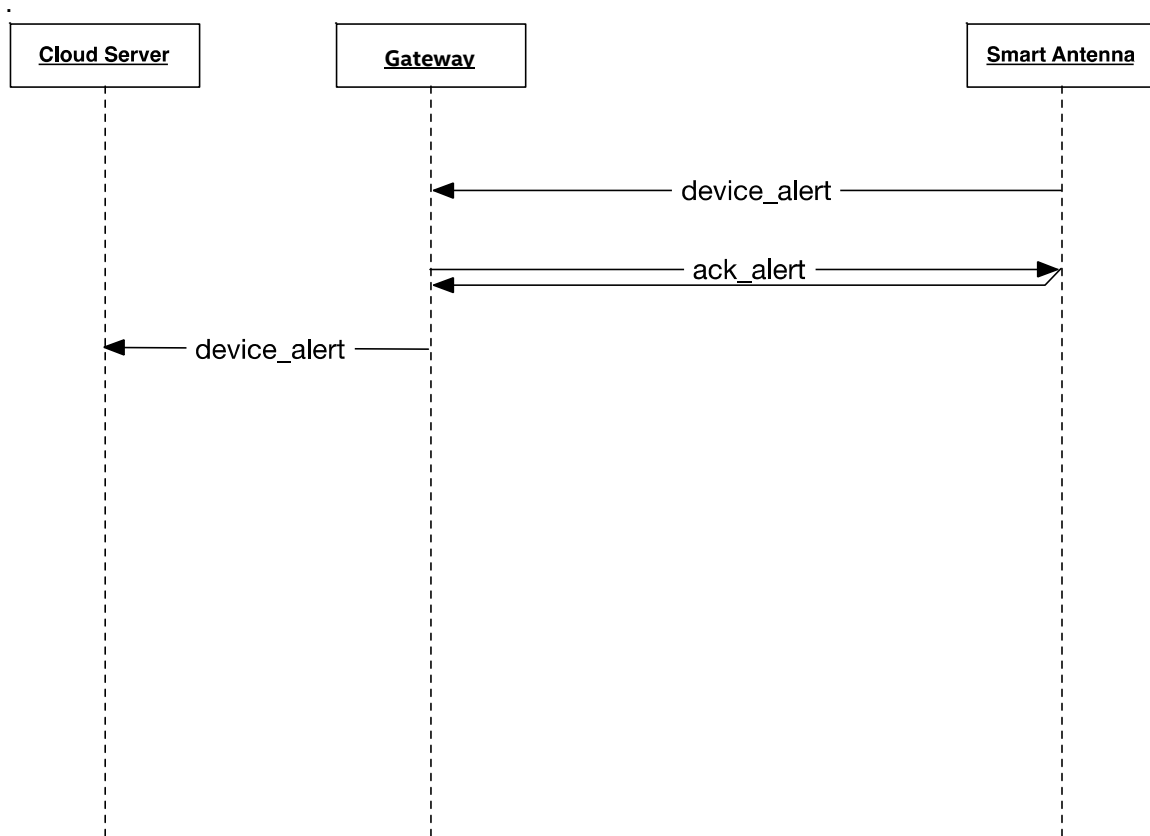 Cloud Server
Gateway
Smart Antenna
device_alert
ack_alert
device_alert